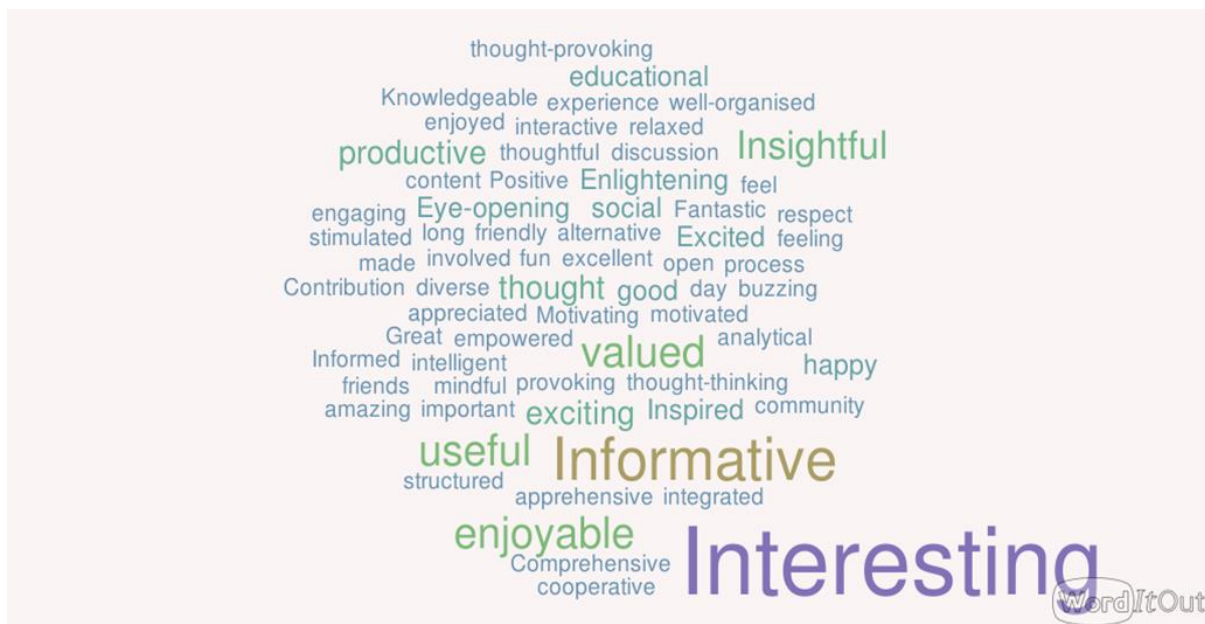 thought-provoking
educational
Knowledgeable experience well-organised
enjoyed interactive relaxed
productive thoughtful discussion Insightful
content Positive Enlightening feel
engaging Eye-opening social Fantastic respect
stimulated long friendly alternative Excited feeling
made involved fun excellent open process
Contribution diverse thought good day buzzing
appreciated Motivating motivated
Great empowered valued analytical
Informed intelligent happy
friends mindful provoking thought-thinking
amazing important exciting Inspired community
useful Informative
structured
apprehensive integrated
enjoyable Interesting
Comprehensive
cooperative
WordItOut